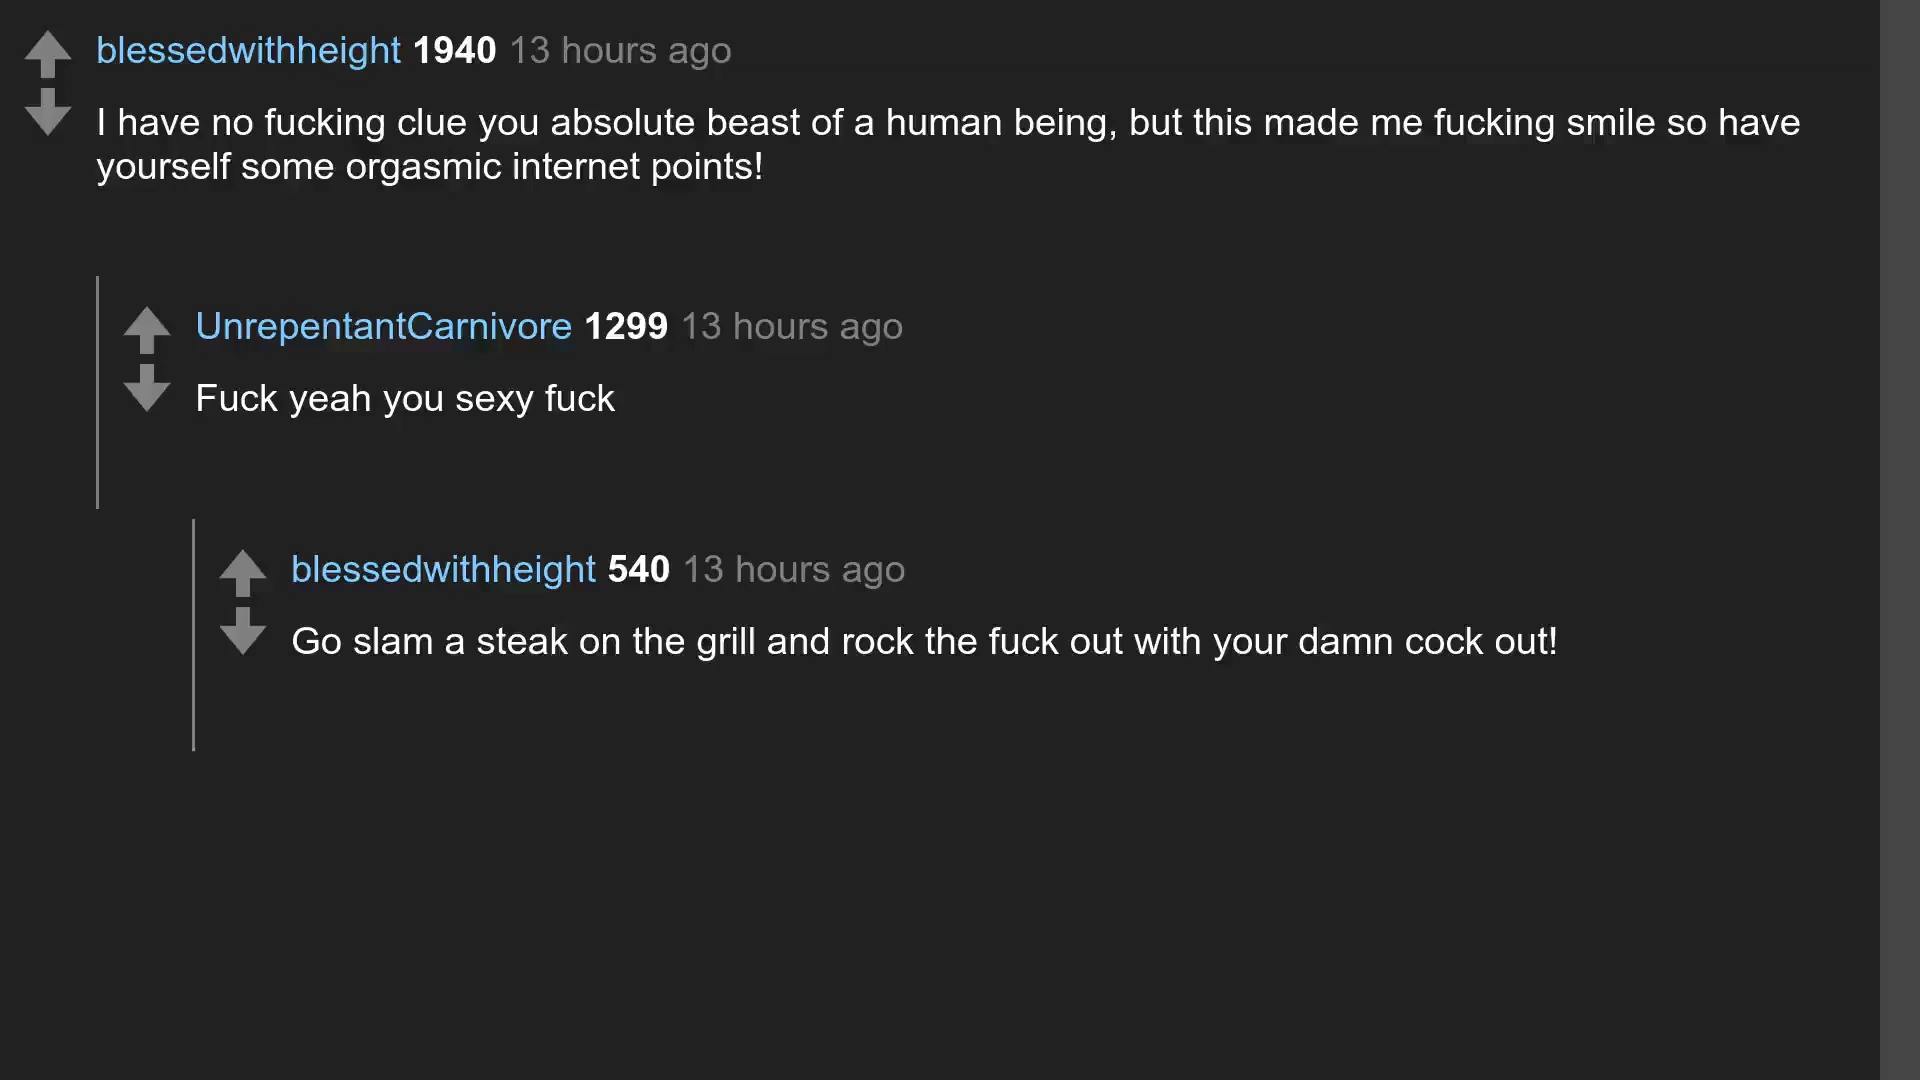 blessedwithheight 1940 13 hours ago
I have no fucking clue you absolute beast of a human being, but this made me fucking smile so have
yourself some orgasmic internet points!
UnrepentantCarnivore 1299 13 hours ago
Fuck yeah you sexy fuck
blessedwithheight 540 13 hours ago
Go slam a steak on the grill and rock the fuck out with your damn cock out!